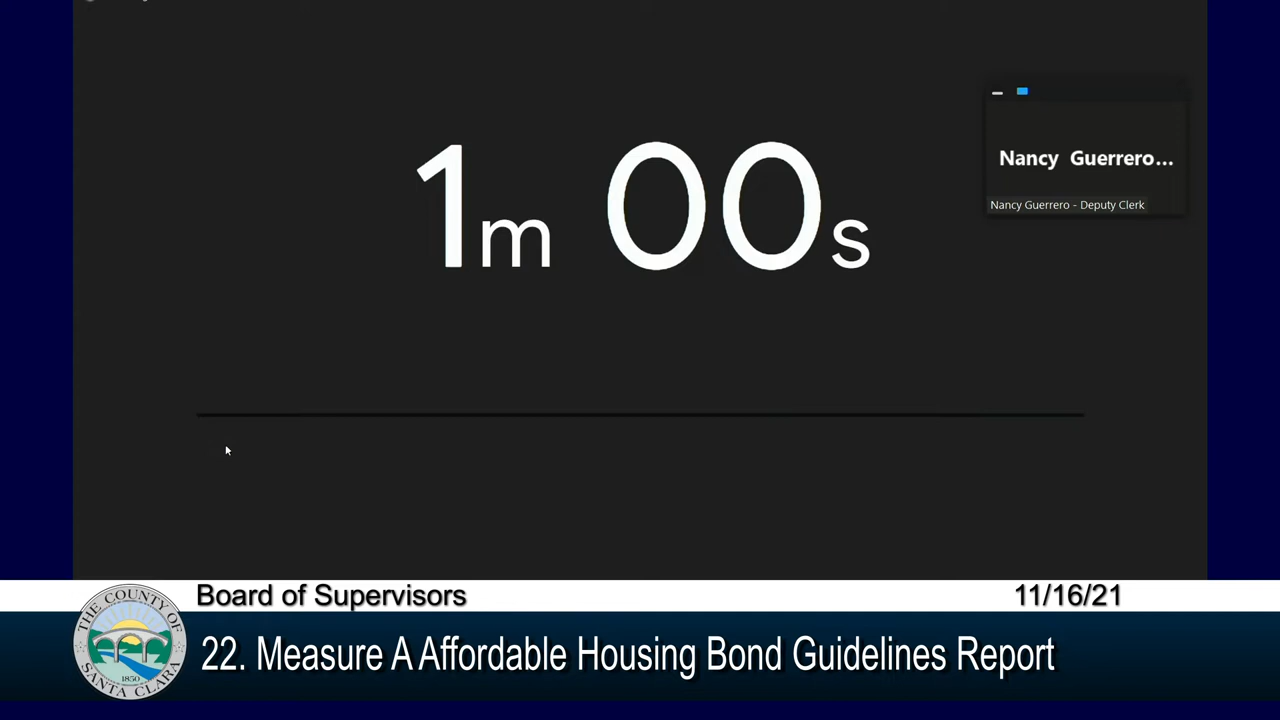 1m 00s
Nancy Guerrero...
Nancy Guerrero - Deputy Clerk
Board of Supervisors
11/16/21
THE COUNTY OF SANTA CLARA
1850
22. Measure A Affordable Housing Bond Guidelines Report